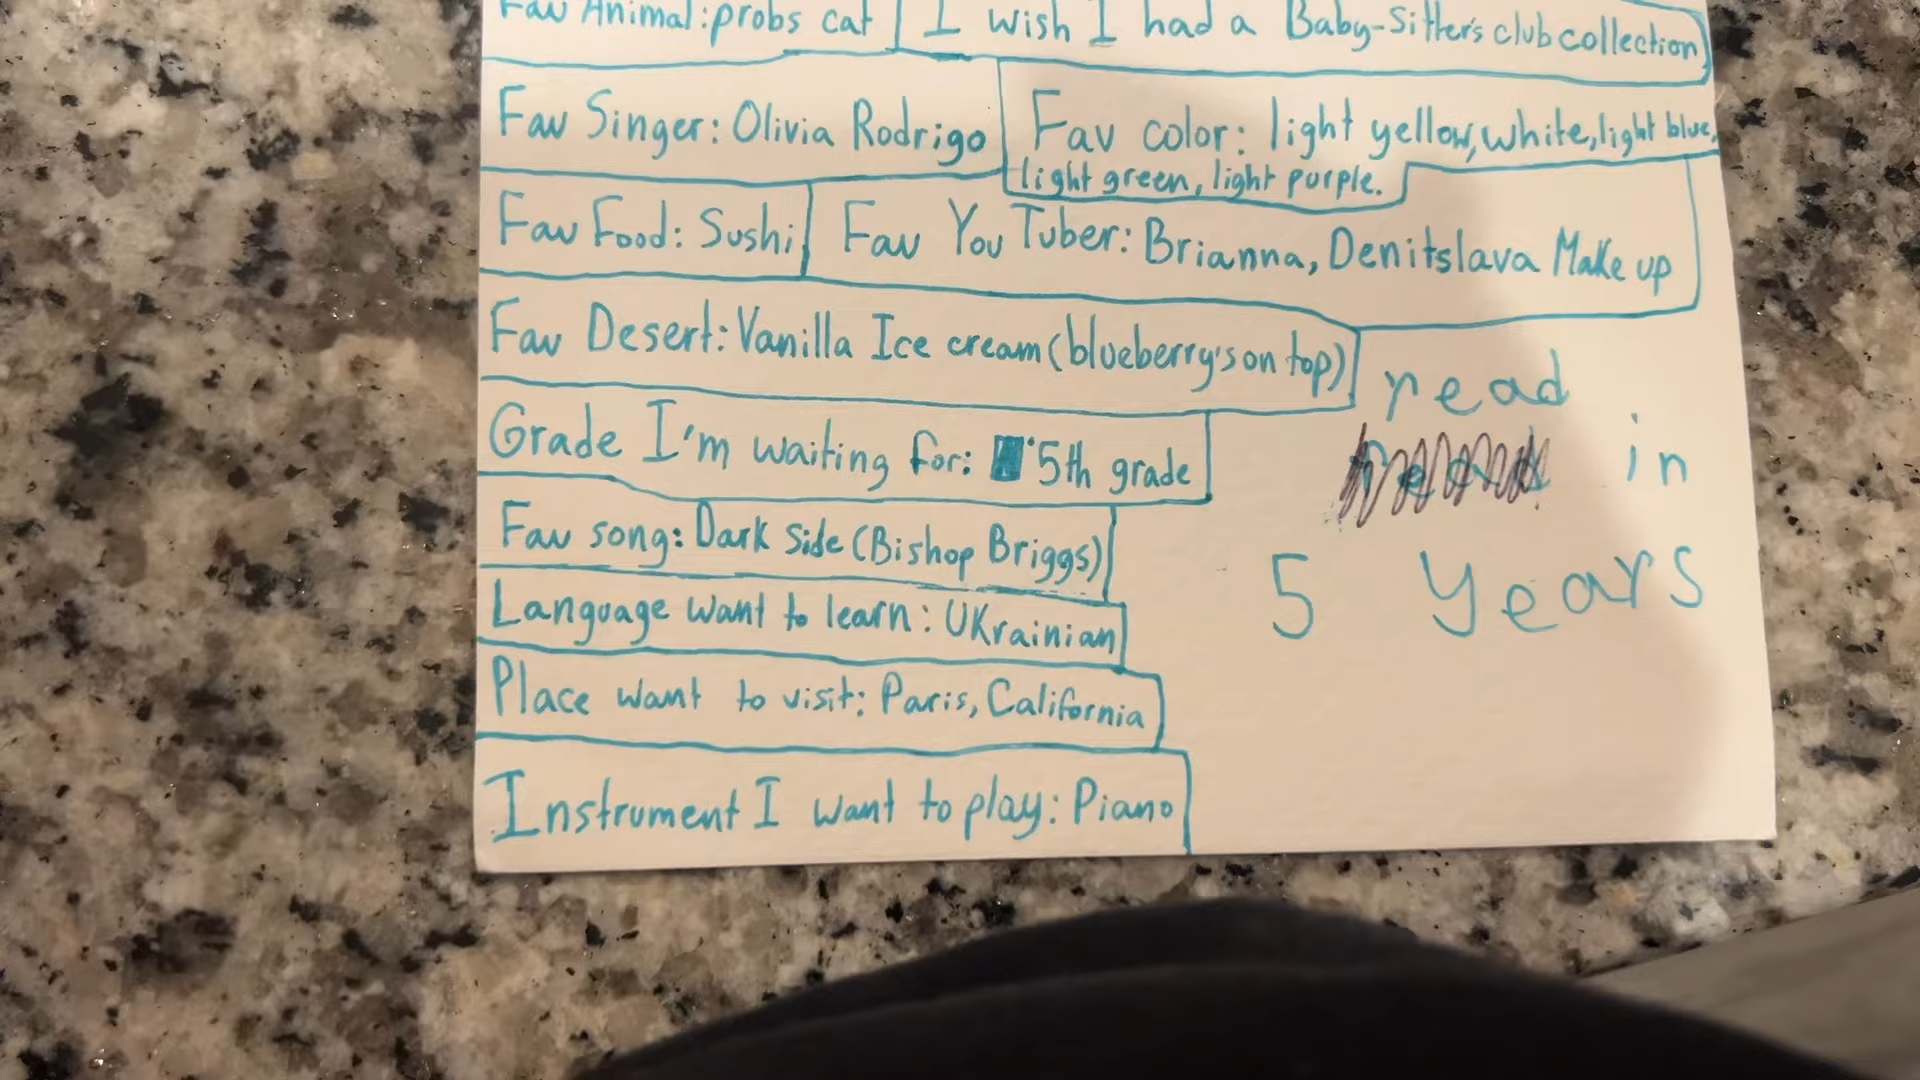 Fav Animal: probs cat
I wish I had a Baby-Sitter's club collection
Fav Singer: Olivia Rodrigo
Fav color: light yellow, white, light blue,
light green, light purple.
Fav Food: Sushi
Fav YouTuber: Brianna, Denitslava Make up
Fav Desert: Vanilla Ice cream (blueberry's on top)
Grade I'm waiting for: 5th grade
Fav song: Dark Side (Bishop Briggs)
Language want to learn: Ukrainian
Place want to visit: Paris, California
Instrument I want to play: Piano
read
in
5 years